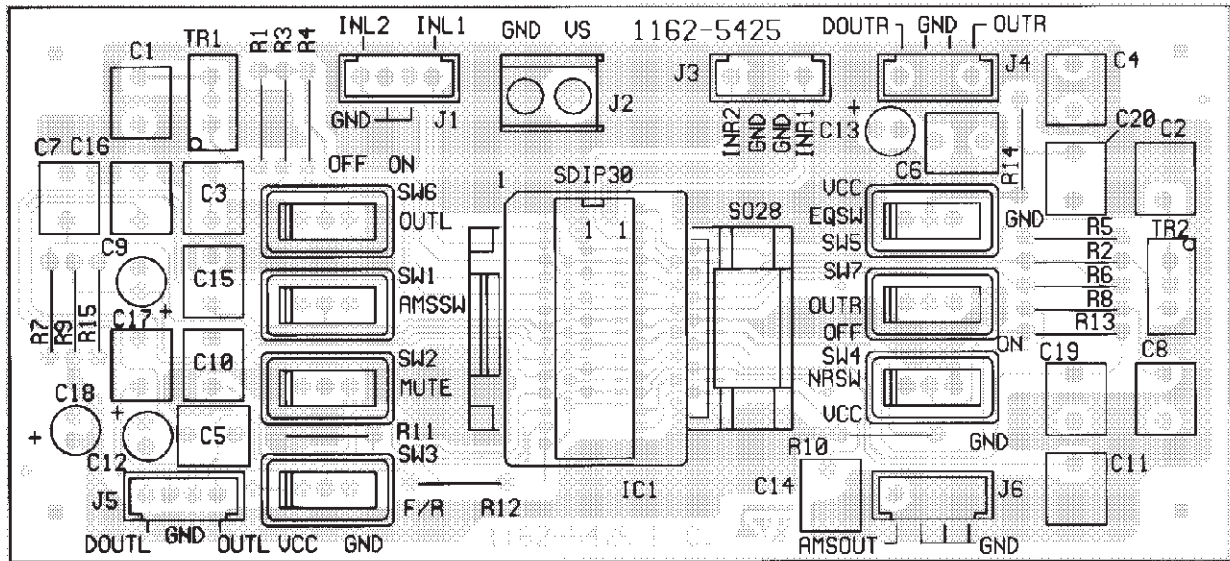 INL2 INL1 GND VS 1162-5425 DOUTR GND OUTR
C1 TR1 R1 R3 R4 J3 J4 C4
J2
GND J1 INR2 GND GND INR1 C13 C20 C2
C7 C16 C6 R14
OFF ON SDIP30
C3 SW6 1 VCC
OUTL 1 1 SO28 EQSW GND
C9 SW5 R5 TR2
R2
C15 SW1 SW7 R6
AMSSW OUTR R8
R7 R9 R15 C17 OFF R13
C10 SW2 SW4 ON C19 C8
MUTE NRSW
C18 VCC
C5 R11 GND
C12 SW3 R10
C14 C11
J5 IC1 J6
F/R R12
DOUTL GND OUTL VCC GND AMSOUT GND